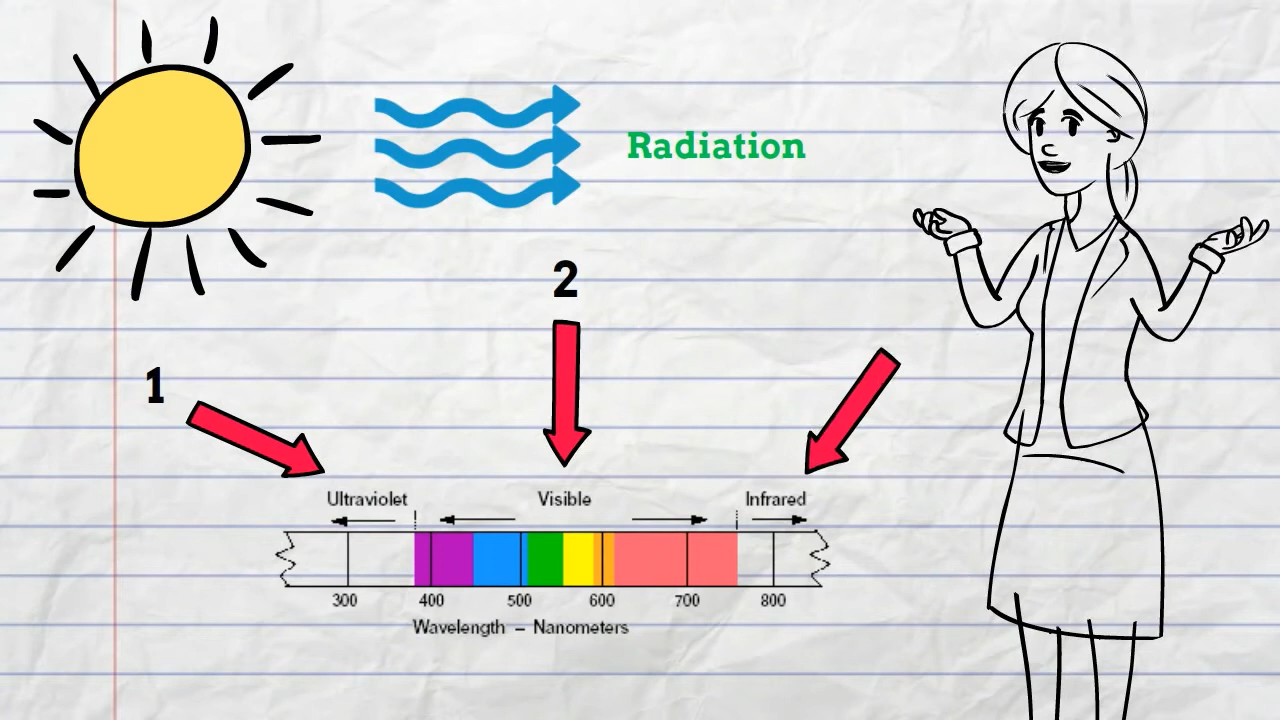 Radiation
2
1
Ultraviolet Visible Infrared
300 400 500 600 700 800
Wavelength – Nanometers